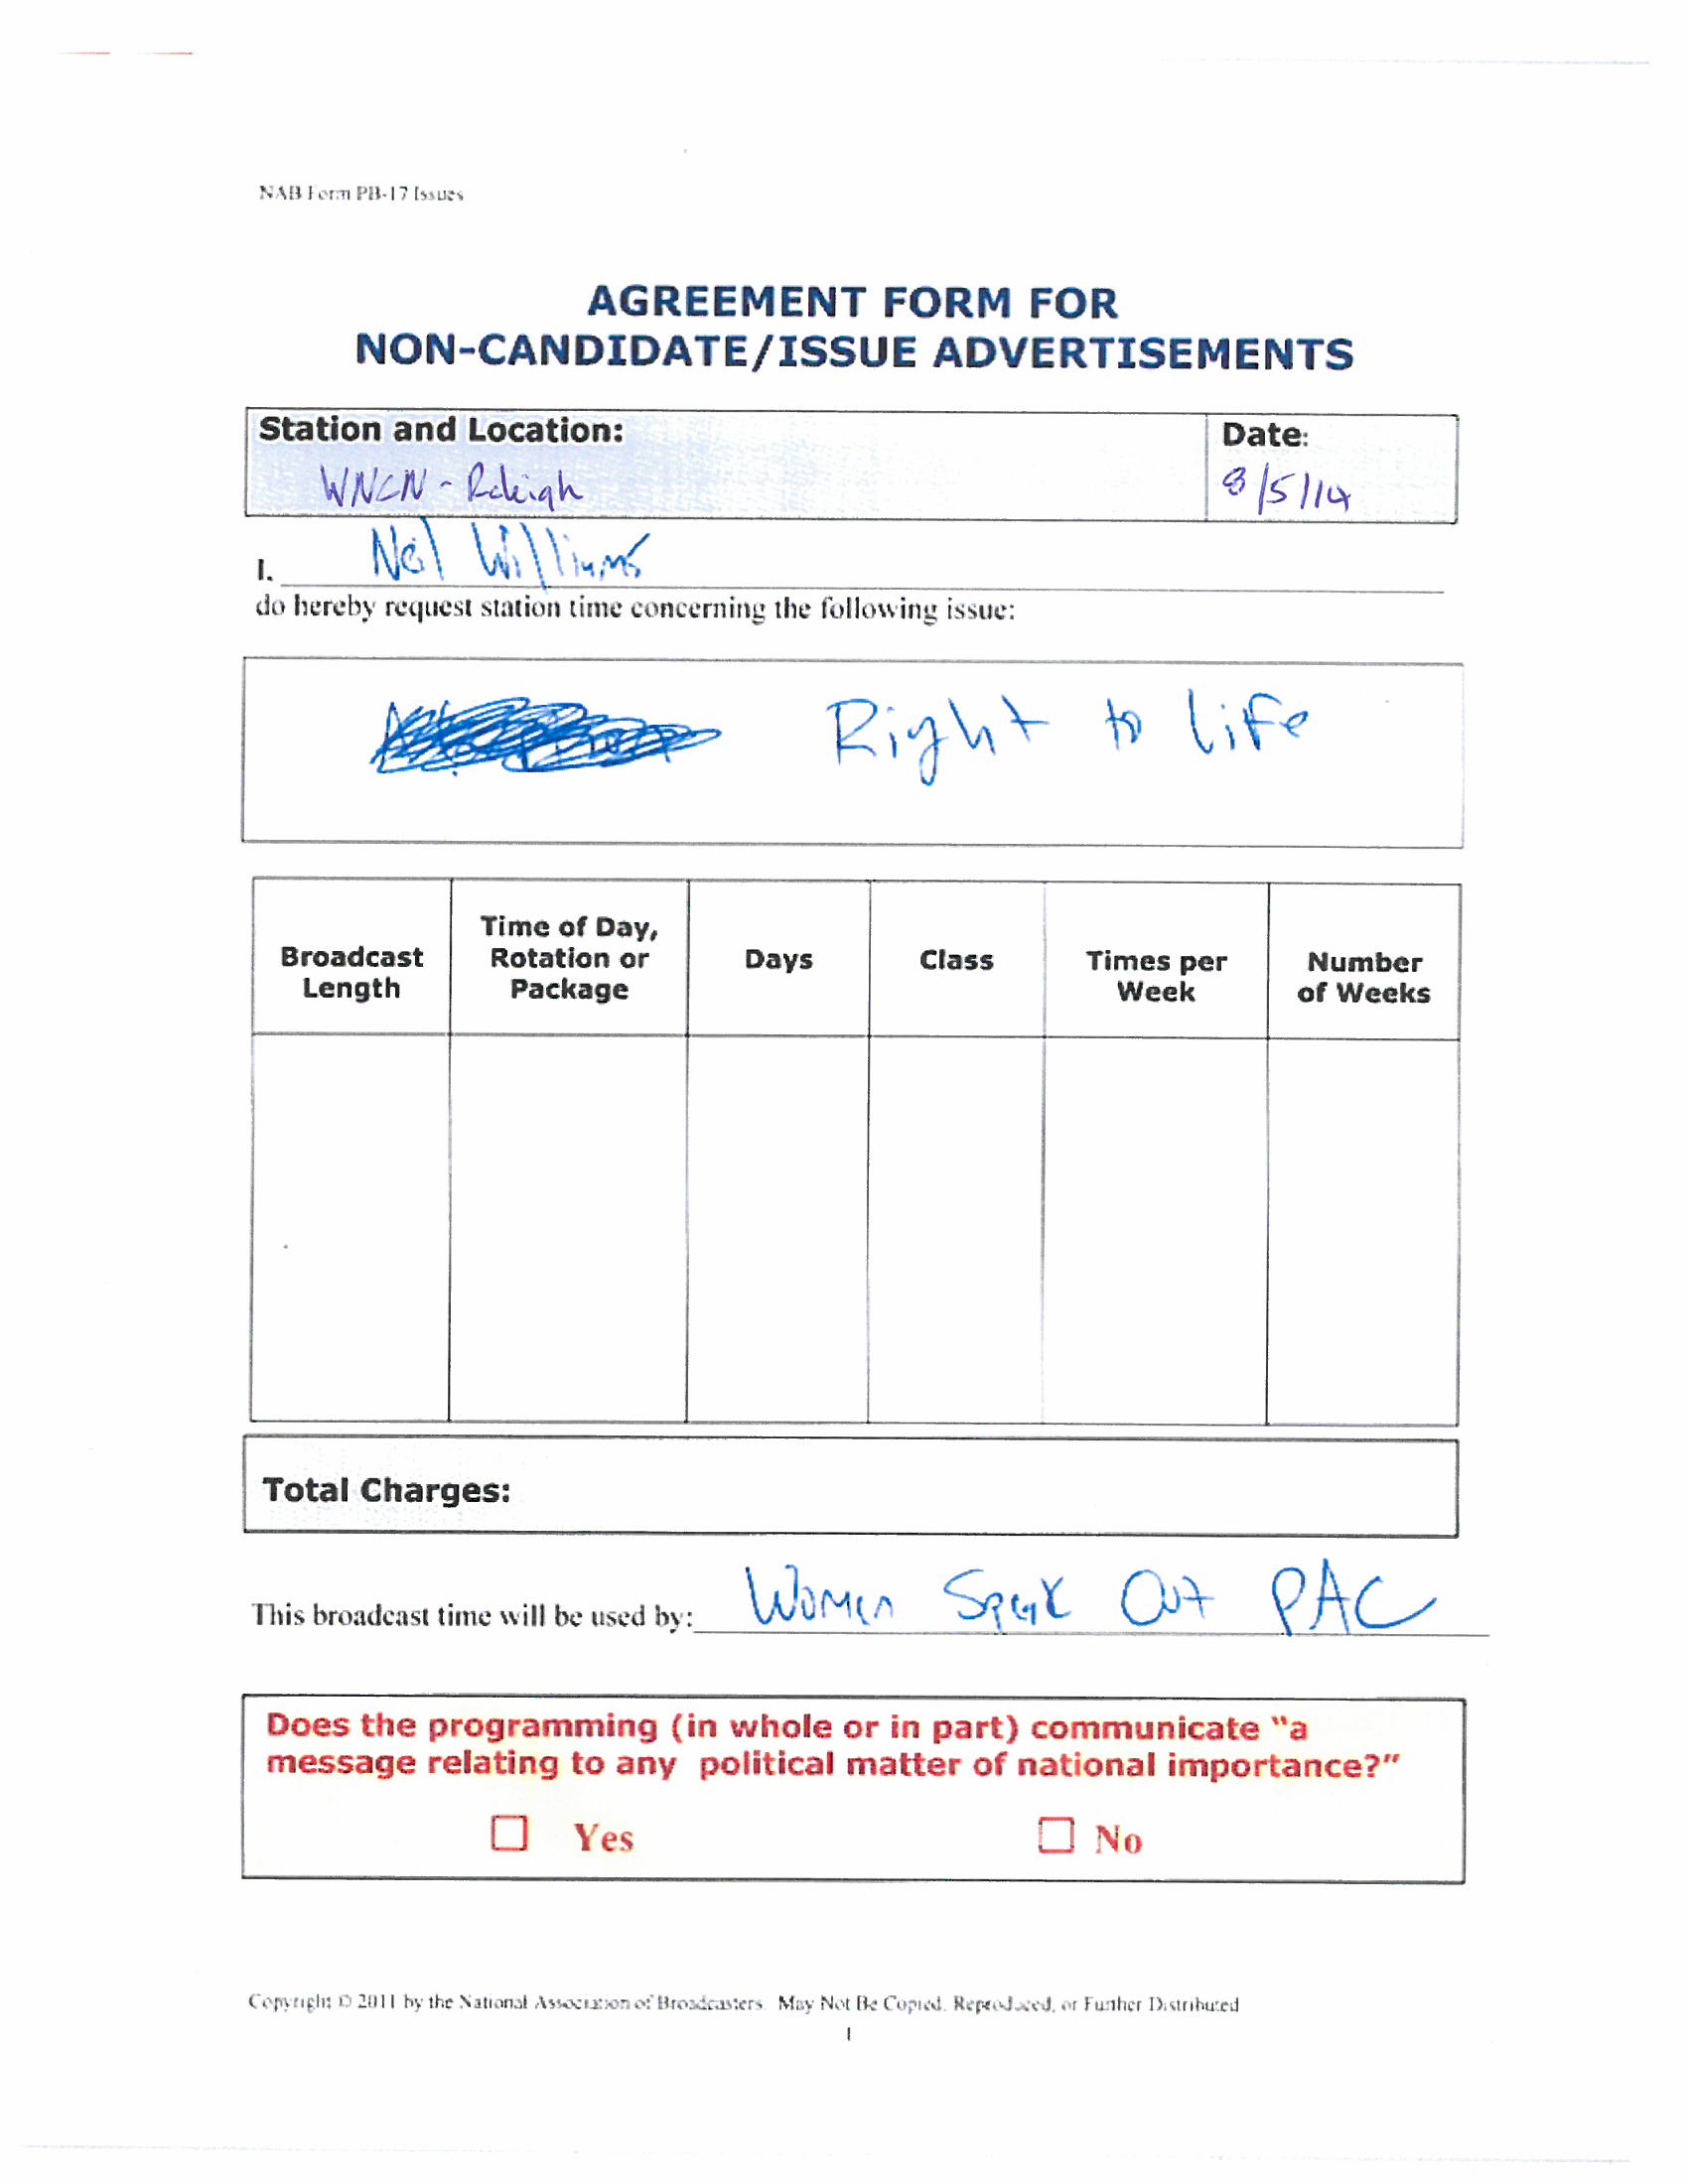 NAB Form PB-17 Issues
AGREEMENT FORM FOR
NON-CANDIDATE/ISSUE ADVERTISEMENTS
Station and Location:
WNCN - Raleigh
Date:
8/5/14
I. Neil Williams
do hereby request station time concerning the following issue:
Right to life
Broadcast Length
Time of Day, Rotation or Package
Days
Class
Times per Week
Number of Weeks
Total Charges:
This broadcast time will be used by: Women Speak Out PAC
Does the programming (in whole or in part) communicate “a
message relating to any political matter of national importance?”
Yes No
Copyright © 2011 by the National Association of Broadcasters. May Not Be Copied, Reproduced, or Further Distributed
1